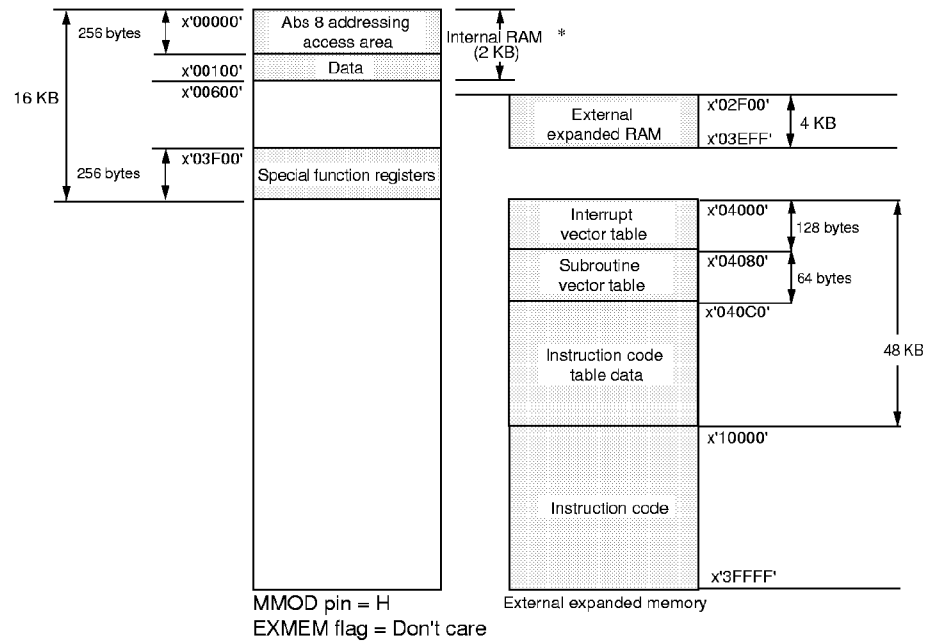 x'00000'
256 bytes
Abs 8 addressing
access area
Internal RAM *
(2 KB)
x'00100'
Data
16 KB
x'00600'
x'02F00'
External
expanded RAM
4 KB
x'03EFF'
x'03F00'
256 bytes
Special function registers
x'04000'
Interrupt
vector table
128 bytes
x'04080'
Subroutine
vector table
64 bytes
x'040C0'
Instruction code
table data
48 KB
x'10000'
Instruction code
x'3FFFF'
MMOD pin = H
External expanded memory
EXMEM flag = Don't care